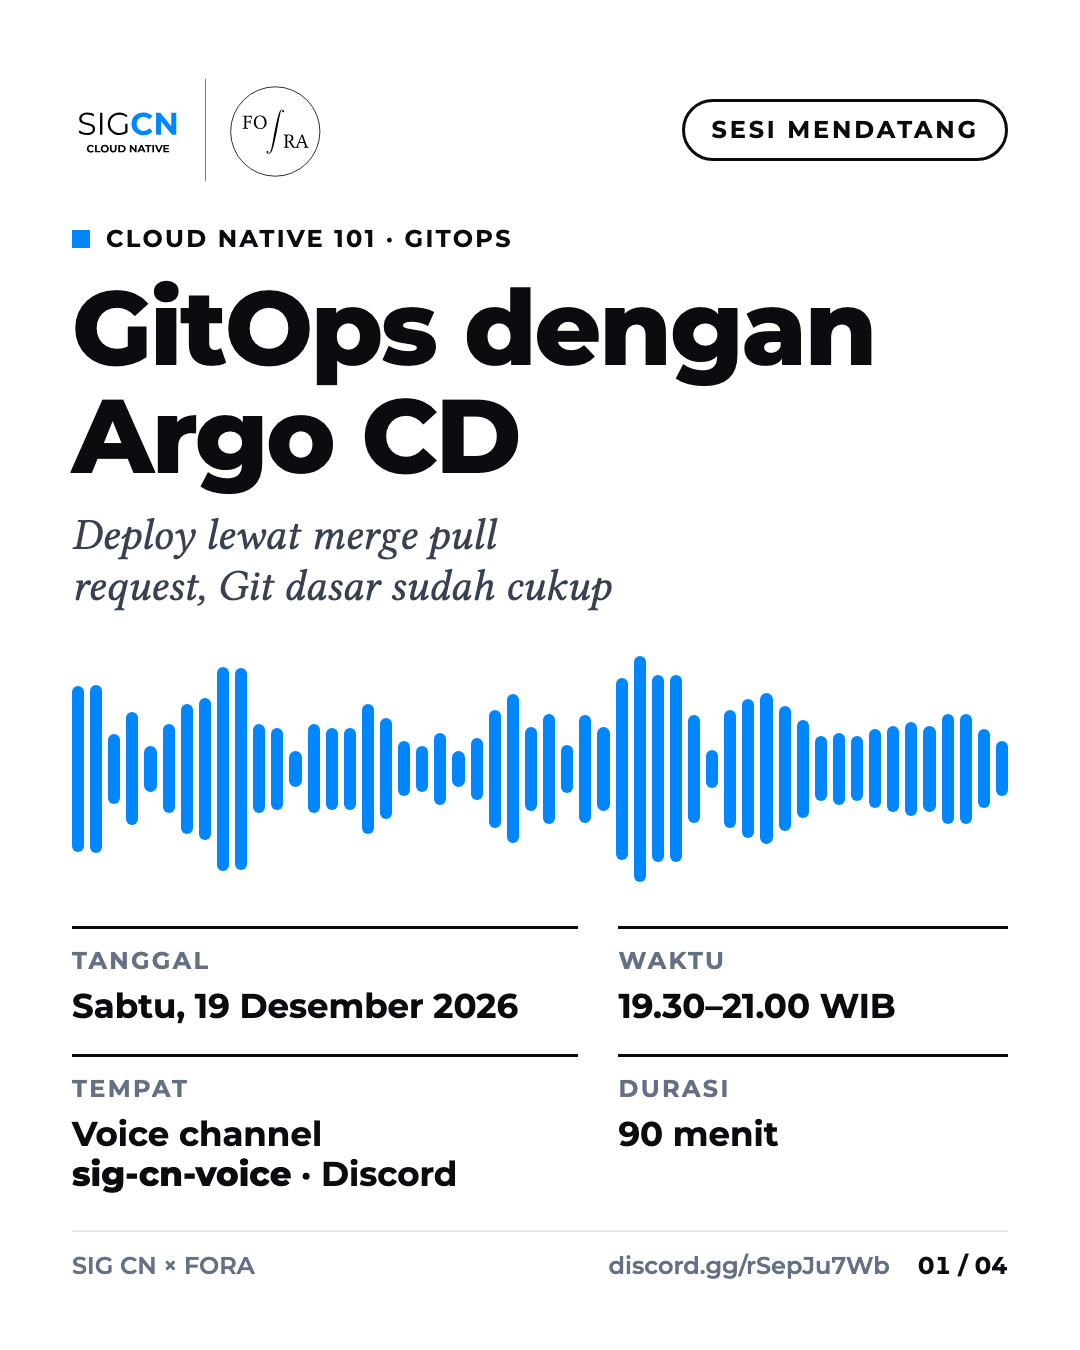 SIGCN
CLOUD NATIVE
FO
RA
SESI MENDATANG
CLOUD NATIVE 101 · GITOPS
GitOps dengan
Argo CD
Deploy lewat merge pull
request, Git dasar sudah cukup
TANGGAL
Sabtu, 19 Desember 2026
WAKTU
19.30–21.00 WIB
TEMPAT
Voice channel
sig-cn-voice · Discord
DURASI
90 menit
SIG CN × FORA
discord.gg/rSepJu7Wb
01 / 04